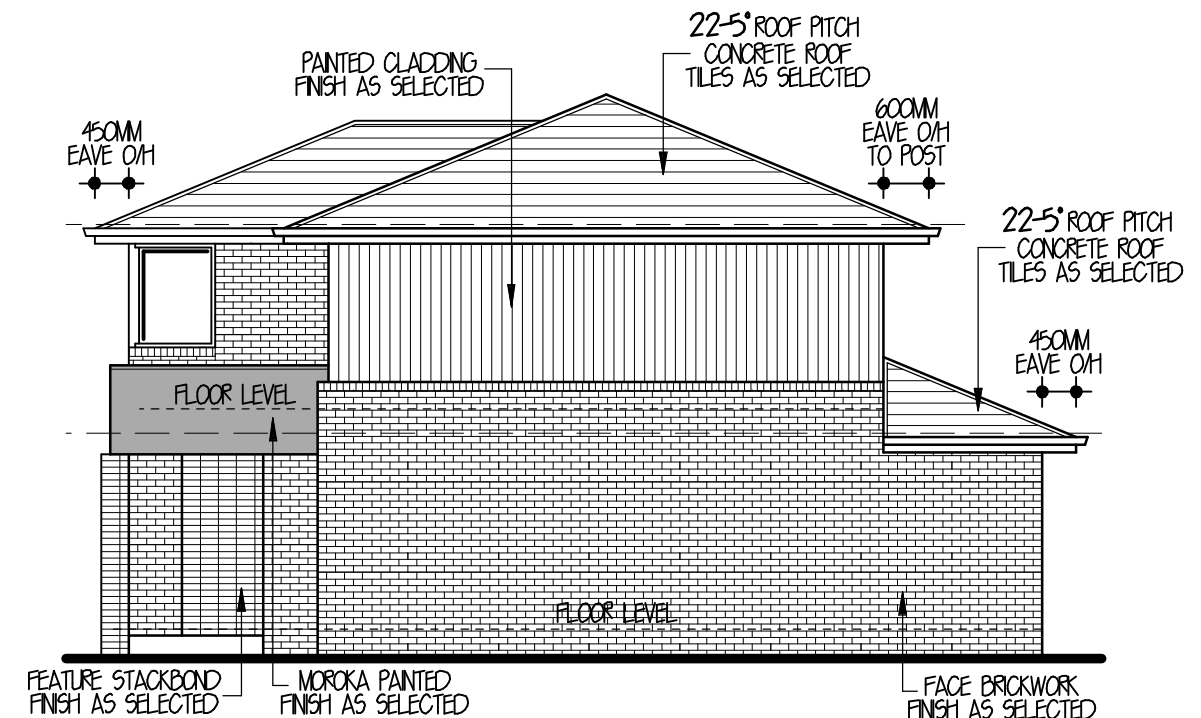 22-5° ROOF PITCH
CONCRETE ROOF
TILES AS SELECTED
PAINTED CLADDING
FINISH AS SELECTED
450MM
EAVE O/H
600MM
EAVE O/H
TO POST
22-5° ROOF PITCH
CONCRETE ROOF
TILES AS SELECTED
450MM
EAVE O/H
FLOOR LEVEL
FLOOR LEVEL
FEATURE STACKBOND
FINISH AS SELECTED
MOROKA PAINTED
FINISH AS SELECTED
FACE BRICKWORK
FINISH AS SELECTED